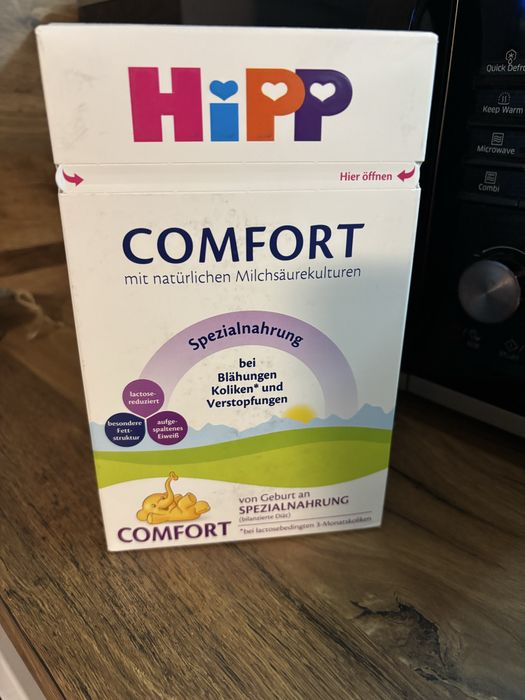 HiPP
Hier öffnen
COMFORT
mit natürlichen Milchsäurekulturen
Spezialnahrung
bei
Blähungen
Koliken* und
Verstopfungen
lactose-
reduziert
besondere
Fett-
struktur
aufge-
spaltenes
Eiweiß
von Geburt an
SPEZIALNAHRUNG
(bilanzierte Diät)
COMFORT
*bei lactosebedingten 3-Monatskoliken
Quick Defro
Keep Warm
Microwave
Combi